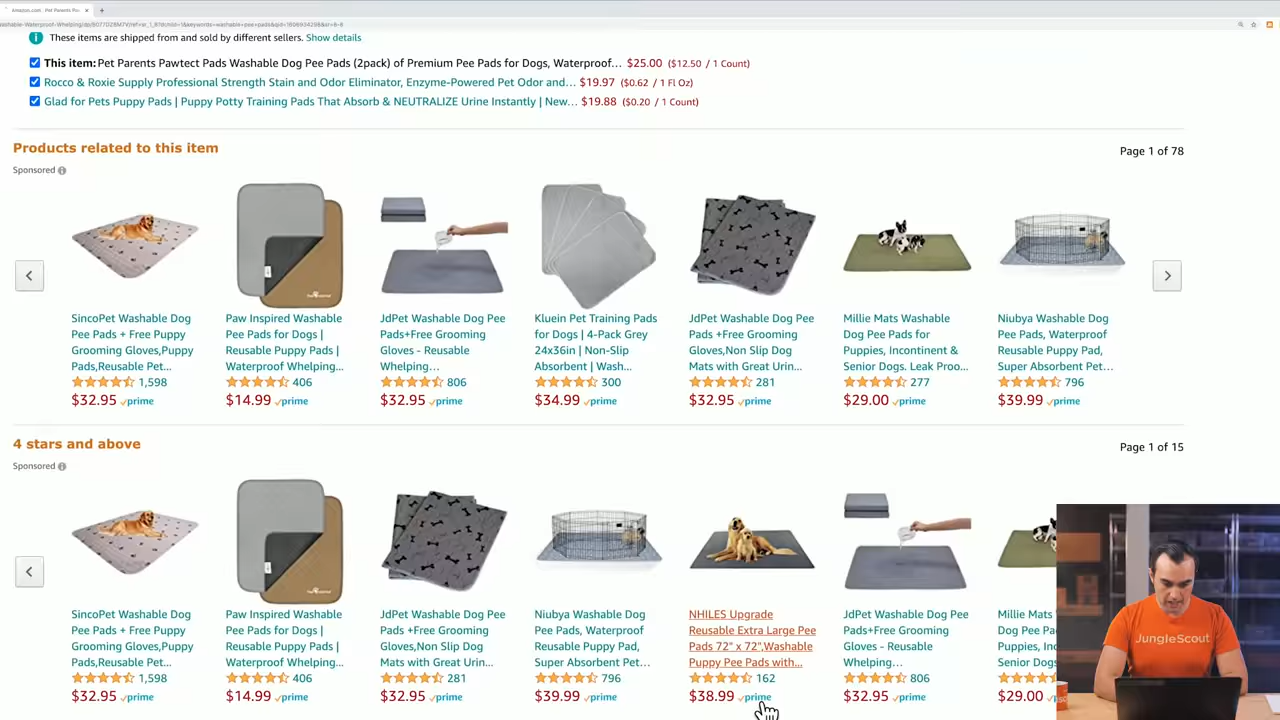 Amazon.com : Pet Parents Pa
These items are shipped from and sold by different sellers. Show details
This item: Pet Parents Pawtect Pads Washable Dog Pee Pads (2pack) of Premium Pee Pads for Dogs, Waterproof… $25.00 ($12.50 / 1 Count)
Rocco & Roxie Supply Professional Strength Stain and Odor Eliminator, Enzyme-Powered Pet Odor and… $19.97 ($0.62 / 1 Fl Oz)
Glad for Pets Puppy Pads | Puppy Potty Training Pads That Absorb & NEUTRALIZE Urine Instantly | New… $19.88 ($0.20 / 1 Count)
Products related to this item
Page 1 of 78
Sponsored
SincoPet Washable Dog
Pee Pads + Free Puppy
Grooming Gloves,Puppy
Pads,Reusable Pet…
1,598
$32.95 prime
Paw Inspired Washable
Pee Pads for Dogs |
Reusable Puppy Pads |
Waterproof Whelping…
406
$14.99 prime
JdPet Washable Dog Pee
Pads+Free Grooming
Gloves - Reusable
Whelping…
806
$32.95 prime
Kluein Pet Training Pads
for Dogs | 4-Pack Grey
24x36in | Non-Slip
Absorbent | Wash…
300
$34.99 prime
JdPet Washable Dog Pee
Pads +Free Grooming
Gloves,Non Slip Dog
Mats with Great Urin…
281
$32.95 prime
Millie Mats Washable
Dog Pee Pads for
Puppies, Incontinent &
Senior Dogs. Leak Proo…
277
$29.00 prime
Niubya Washable Dog
Pee Pads, Waterproof
Reusable Puppy Pad,
Super Absorbent Pet…
796
$39.99 prime
4 stars and above
Page 1 of 15
Sponsored
SincoPet Washable Dog
Pee Pads + Free Puppy
Grooming Gloves,Puppy
Pads,Reusable Pet…
1,598
$32.95 prime
Paw Inspired Washable
Pee Pads for Dogs |
Reusable Puppy Pads |
Waterproof Whelping…
406
$14.99 prime
JdPet Washable Dog Pee
Pads +Free Grooming
Gloves,Non Slip Dog
Mats with Great Urin…
281
$32.95 prime
Niubya Washable Dog
Pee Pads, Waterproof
Reusable Puppy Pad,
Super Absorbent Pet…
796
$39.99 prime
NHILES Upgrade
Reusable Extra Large Pee
Pads 72" x 72",Washable
Puppy Pee Pads with…
162
$38.99 prime
JdPet Washable Dog Pee
Pads+Free Grooming
Gloves - Reusable
Whelping…
806
$32.95 prime
Millie Mats
Dog Pee Pa
Puppies, In
Senior Dogs
277
$29.00
JungleScout